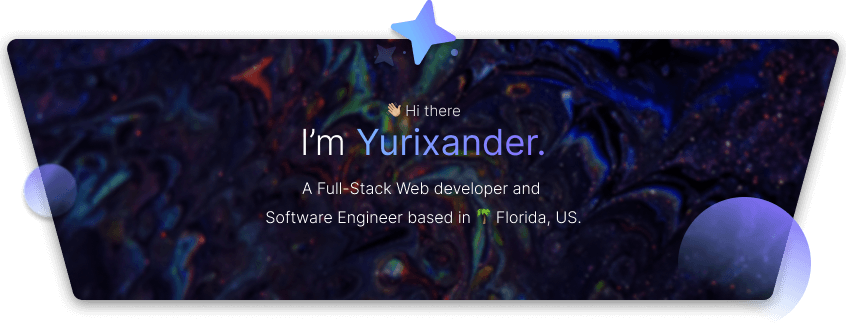 👋🏼 Hi there
I’m Yurixander.
A Full-Stack Web developer and
Software Engineer based in 🌴 Florida, US.